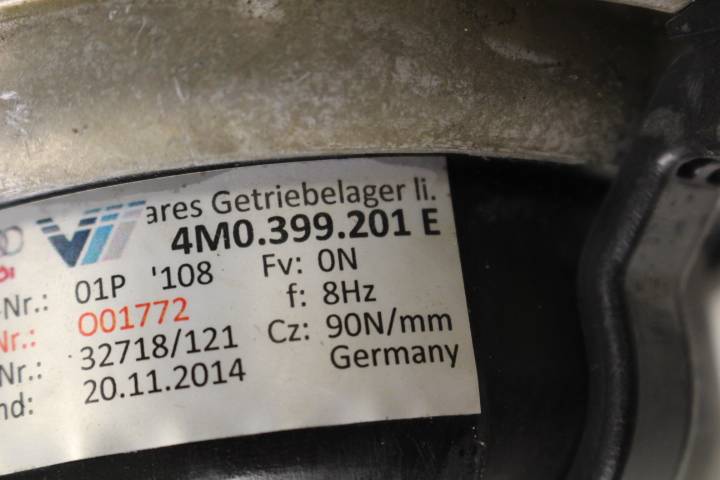 ares Getriebelager li.
4M0.399.201 E
-Nr.: 01P '108 Fv: 0N
Nr.: O01772 f: 8Hz
Nr.: 32718/121 Cz: 90N/mm
nd: 20.11.2014 Germany